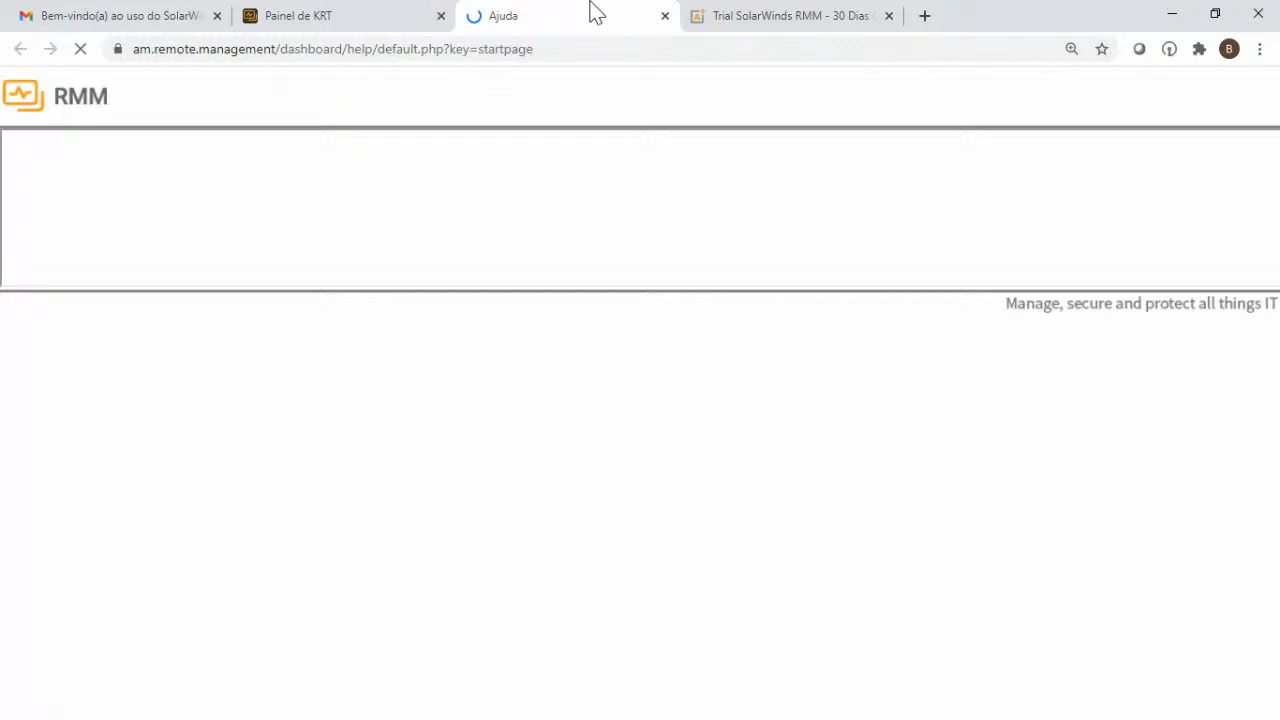 Bem-vindo(a) ao uso do SolarWi
Painel de KRT
Ajuda
Trial SolarWinds RMM - 30 Dias
am.remote.management/dashboard/help/default.php?key=startpage
B
RMM
Manage, secure and protect all things IT